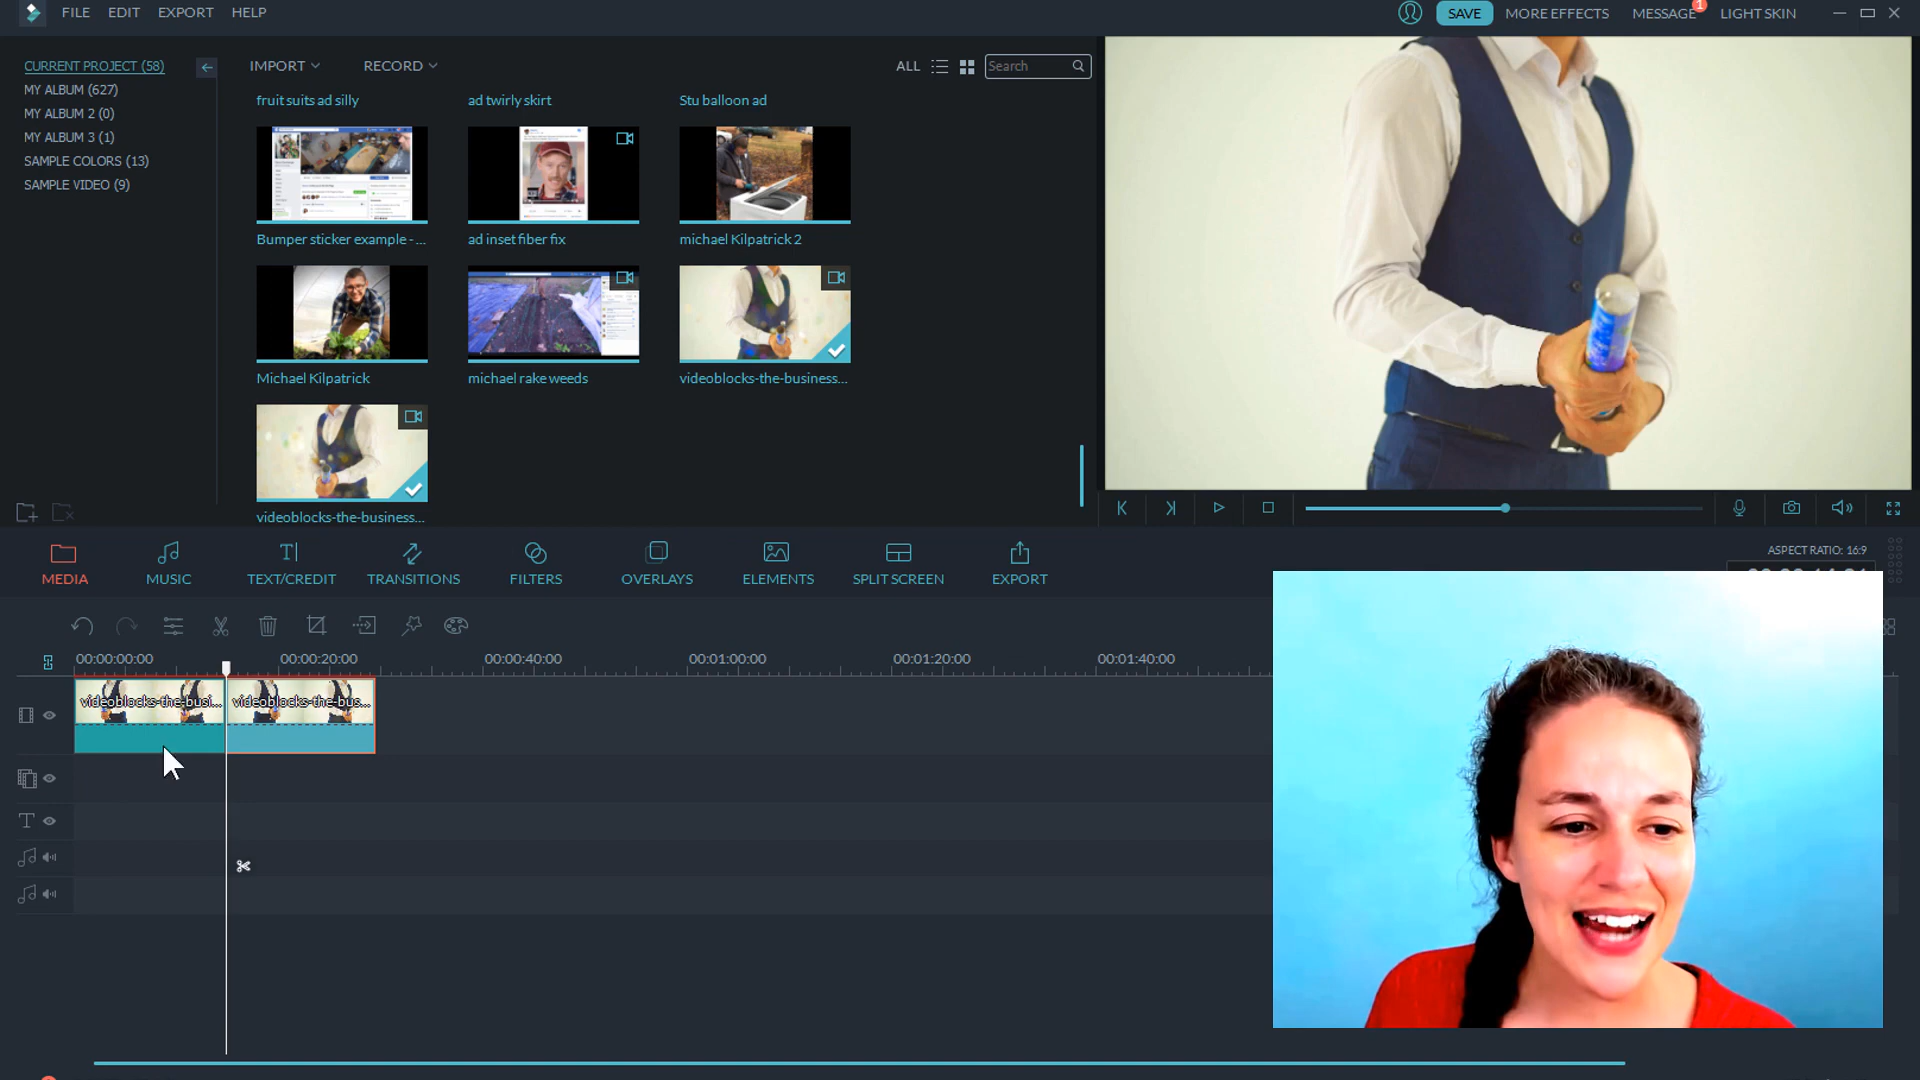 FILE EDIT EXPORT HELP
SAVE MORE EFFECTS MESSAGE 1 LIGHT SKIN
CURRENT PROJECT (58)
MY ALBUM (627)
MY ALBUM 2 (0)
MY ALBUM 3 (1)
SAMPLE COLORS (13)
SAMPLE VIDEO (9)
IMPORT RECORD ALL Search
fruit suits ad silly ad twirly skirt Stu balloon ad
Bumper sticker example - ... ad inset fiber fix michael Kilpatrick 2
Michael Kilpatrick michael rake weeds videoblocks-the-business...
videoblocks-the-business...
MEDIA MUSIC TEXT/CREDIT TRANSITIONS FILTERS OVERLAYS ELEMENTS SPLIT SCREEN EXPORT
ASPECT RATIO: 16:9
00:00:00:00 00:00:20:00 00:00:40:00 00:01:00:00 00:01:20:00 00:01:40:00
videoblocks-the-busi... videoblocks-the-bus...